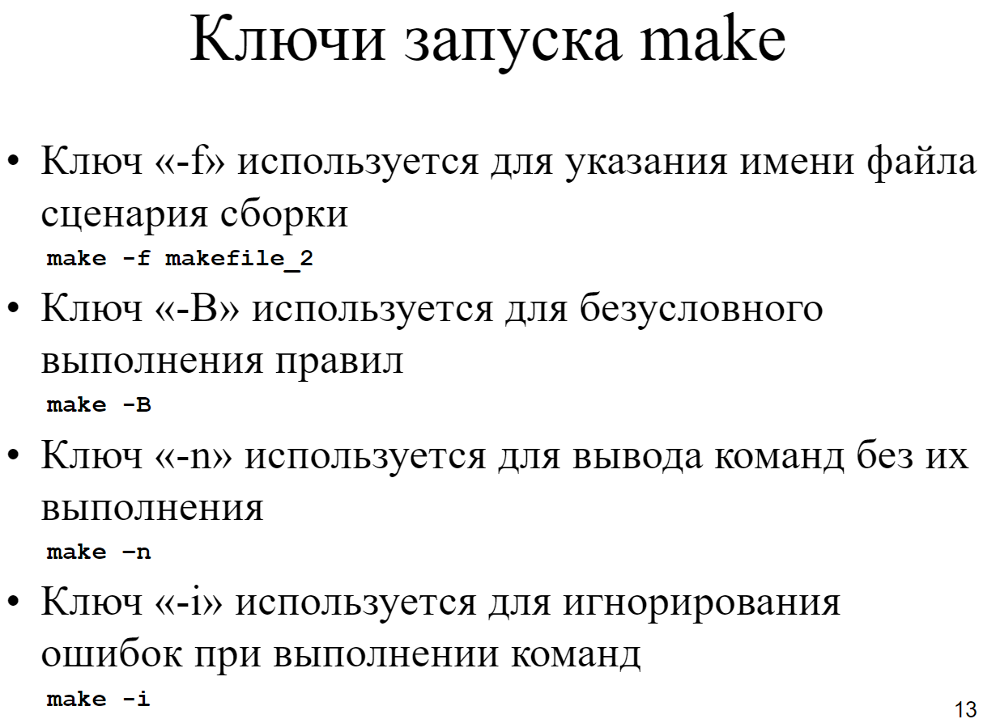 Ключи запуска make
• Ключ «-f» используется для указания имени файла
сценария сборки
make -f makefile_2
• Ключ «-B» используется для безусловного
выполнения правил
make -B
• Ключ «-n» используется для вывода команд без их
выполнения
make –n
• Ключ «-i» используется для игнорирования
ошибок при выполнении команд
make -i
13